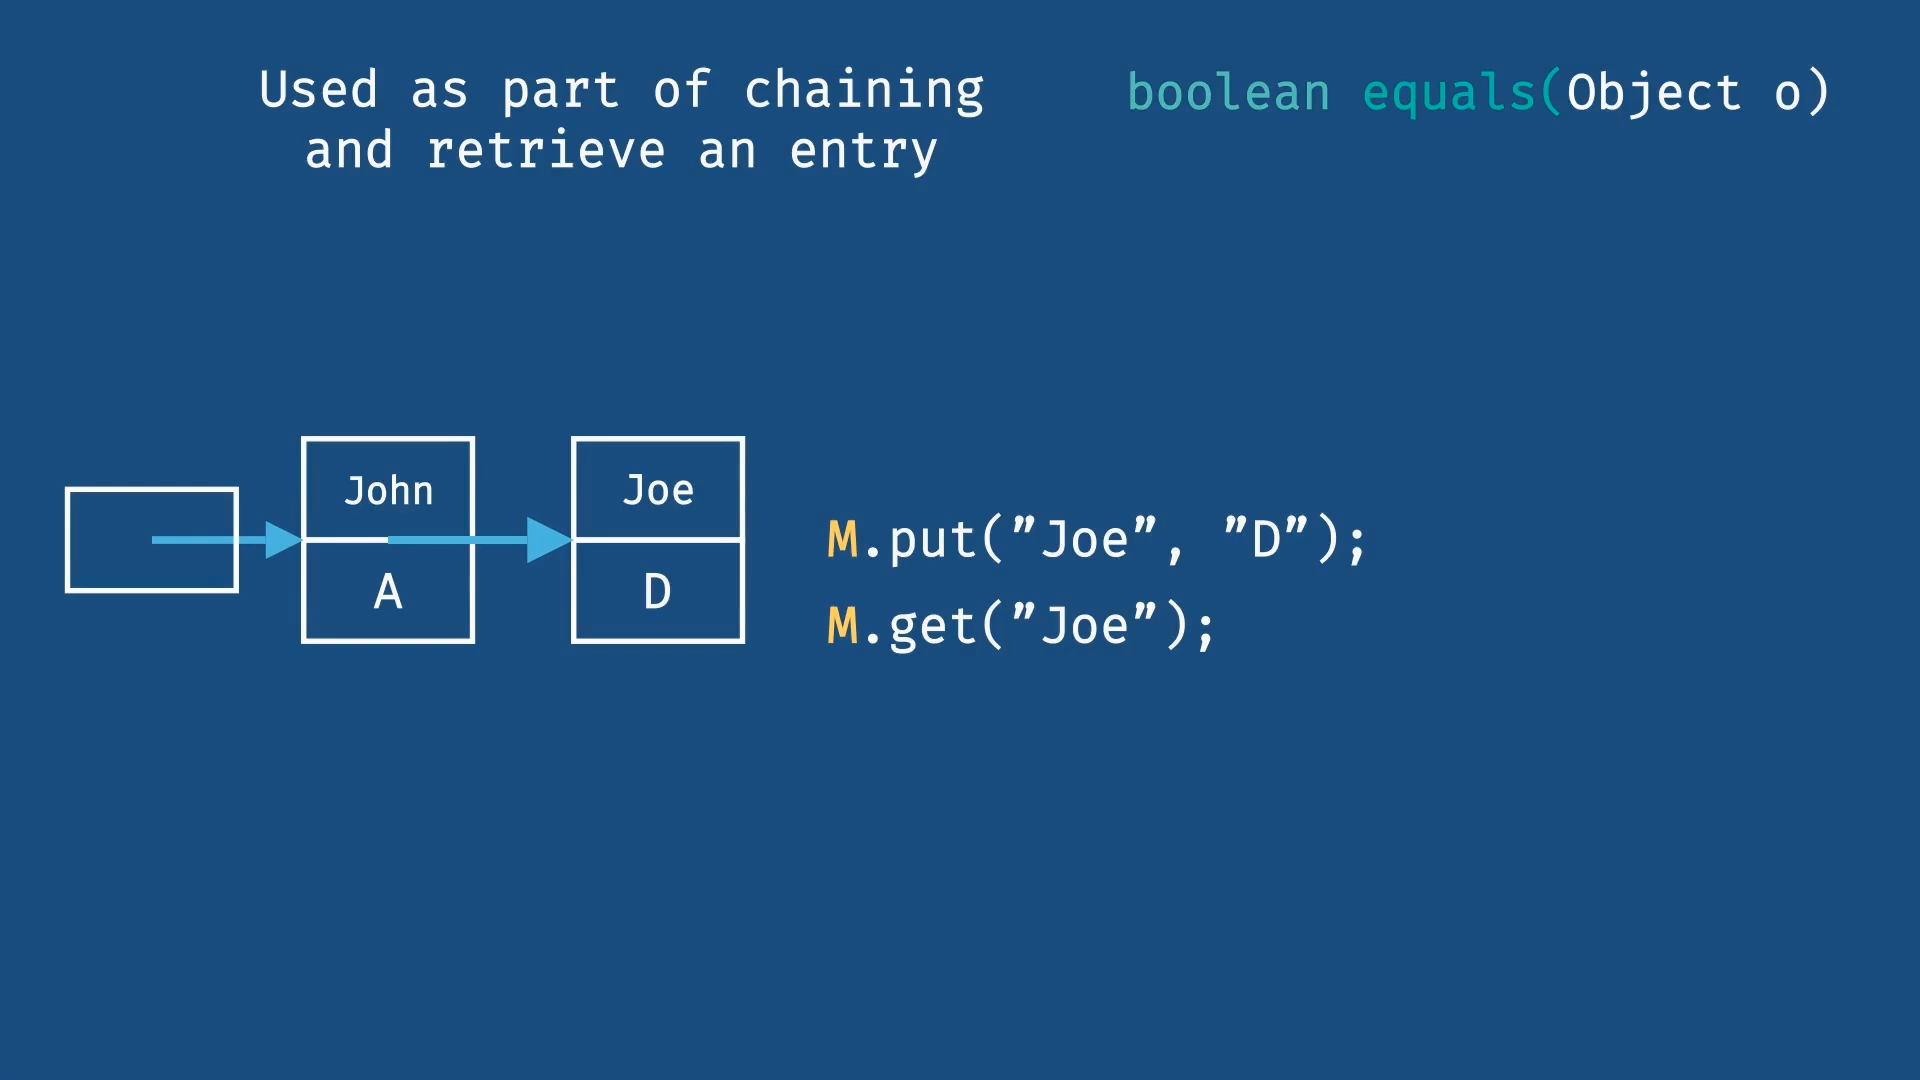 Used as part of chaining
and retrieve an entry
boolean equals(Object o)
John
A
Joe
D
M.put(”Joe”, ”D”);
M.get(”Joe”);